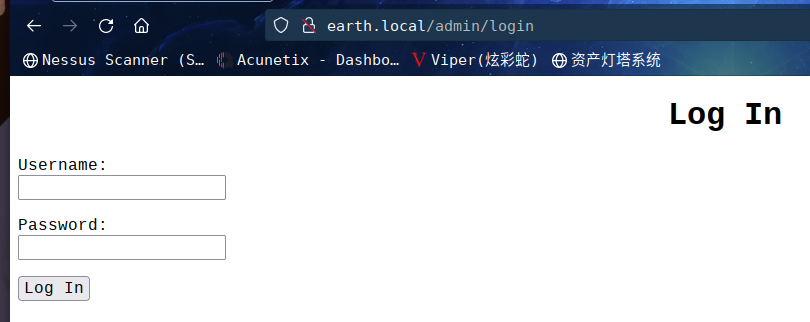 earth.local/admin/login
Nessus Scanner (S… Acunetix - Dashbo… Viper(炫彩蛇) 资产灯塔系统
Log In
Username:
Password:
Log In